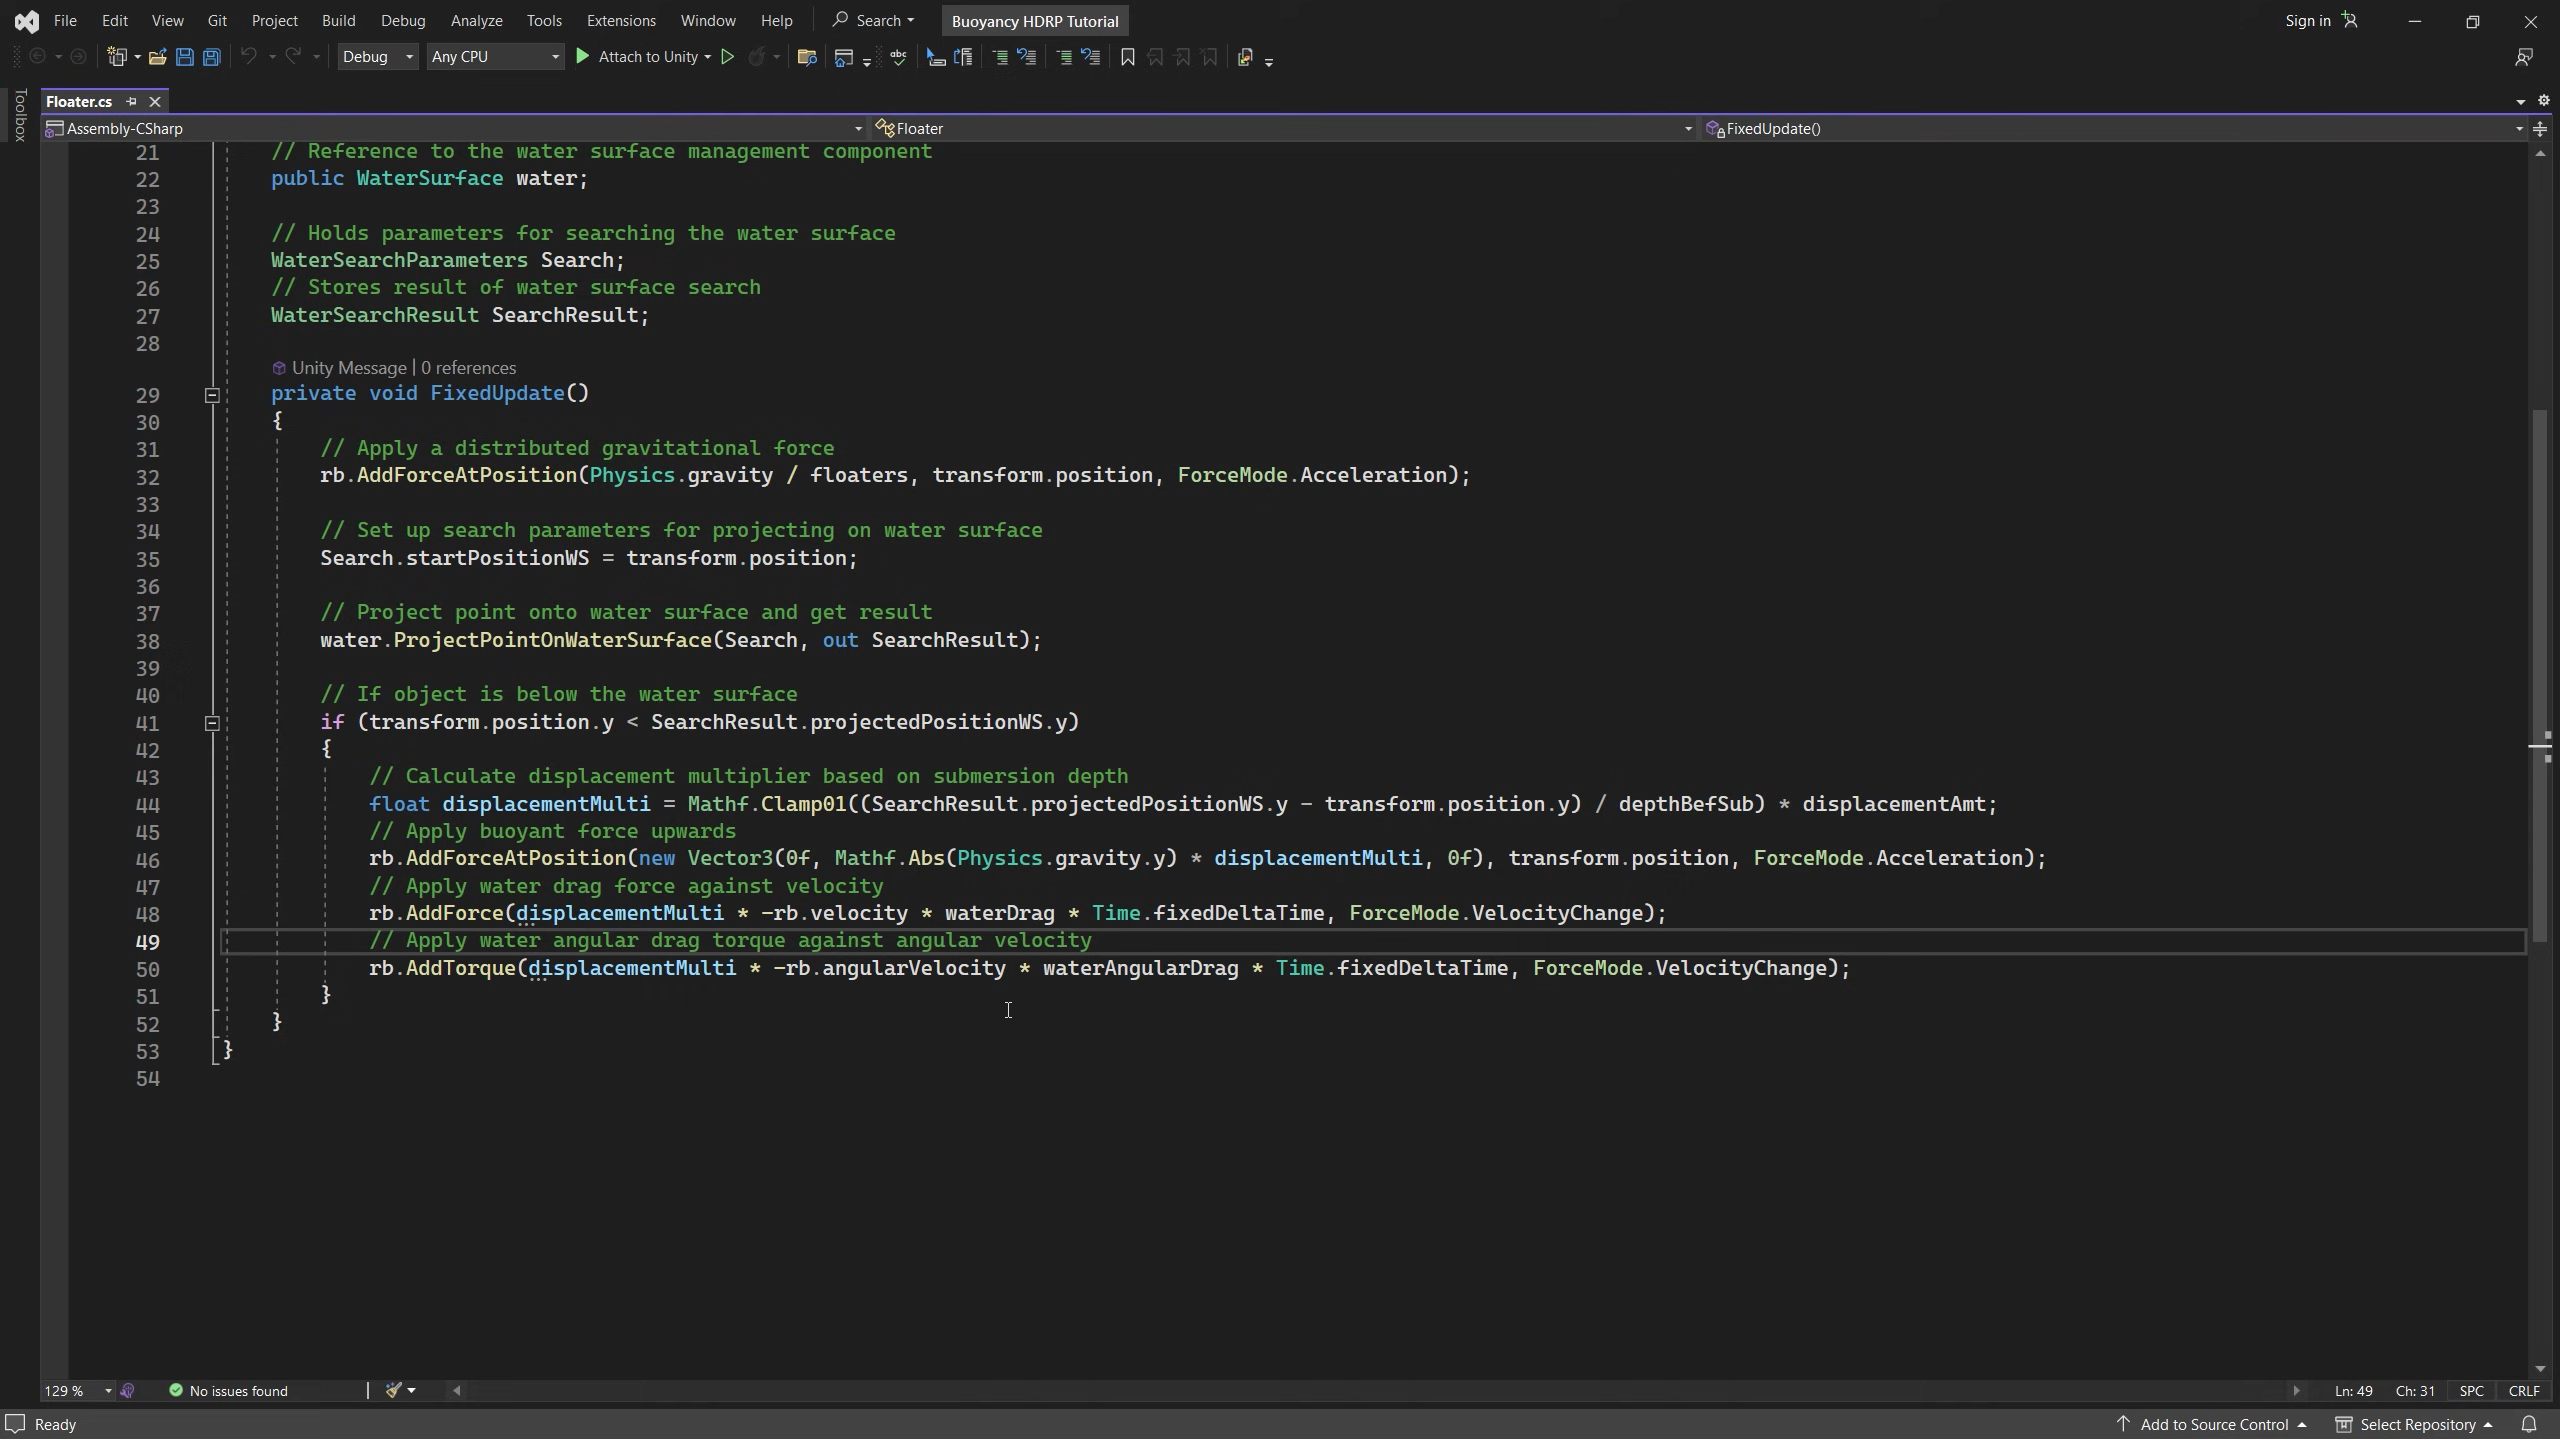 File Edit View Git Project Build Debug Analyze Tools Extensions Window Help Search Buoyancy HDRP Tutorial Sign in
Debug Any CPU Attach to Unity
Toolbox
Floater.cs
Assembly-CSharp Floater FixedUpdate()
21 // Reference to the water surface management component
22 public WaterSurface water;
23
24 // Holds parameters for searching the water surface
25 WaterSearchParameters Search;
26 // Stores result of water surface search
27 WaterSearchResult SearchResult;
28
Unity Message | 0 references
29 private void FixedUpdate()
30 {
31 // Apply a distributed gravitational force
32 rb.AddForceAtPosition(Physics.gravity / floaters, transform.position, ForceMode.Acceleration);
33
34 // Set up search parameters for projecting on water surface
35 Search.startPositionWS = transform.position;
36
37 // Project point onto water surface and get result
38 water.ProjectPointOnWaterSurface(Search, out SearchResult);
39
40 // If object is below the water surface
41 if (transform.position.y < SearchResult.projectedPositionWS.y)
42 {
43 // Calculate displacement multiplier based on submersion depth
44 float displacementMulti = Mathf.Clamp01((SearchResult.projectedPositionWS.y - transform.position.y) / depthBefSub) * displacementAmt;
45 // Apply buoyant force upwards
46 rb.AddForceAtPosition(new Vector3(0f, Mathf.Abs(Physics.gravity.y) * displacementMulti, 0f), transform.position, ForceMode.Acceleration);
47 // Apply water drag force against velocity
48 rb.AddForce(displacementMulti * -rb.velocity * waterDrag * Time.fixedDeltaTime, ForceMode.VelocityChange);
49 // Apply water angular drag torque against angular velocity
50 rb.AddTorque(displacementMulti * -rb.angularVelocity * waterAngularDrag * Time.fixedDeltaTime, ForceMode.VelocityChange);
51 }
52 }
53 }
54
129 % No issues found Ln: 49 Ch: 31 SPC CRLF
Ready Add to Source Control Select Repository